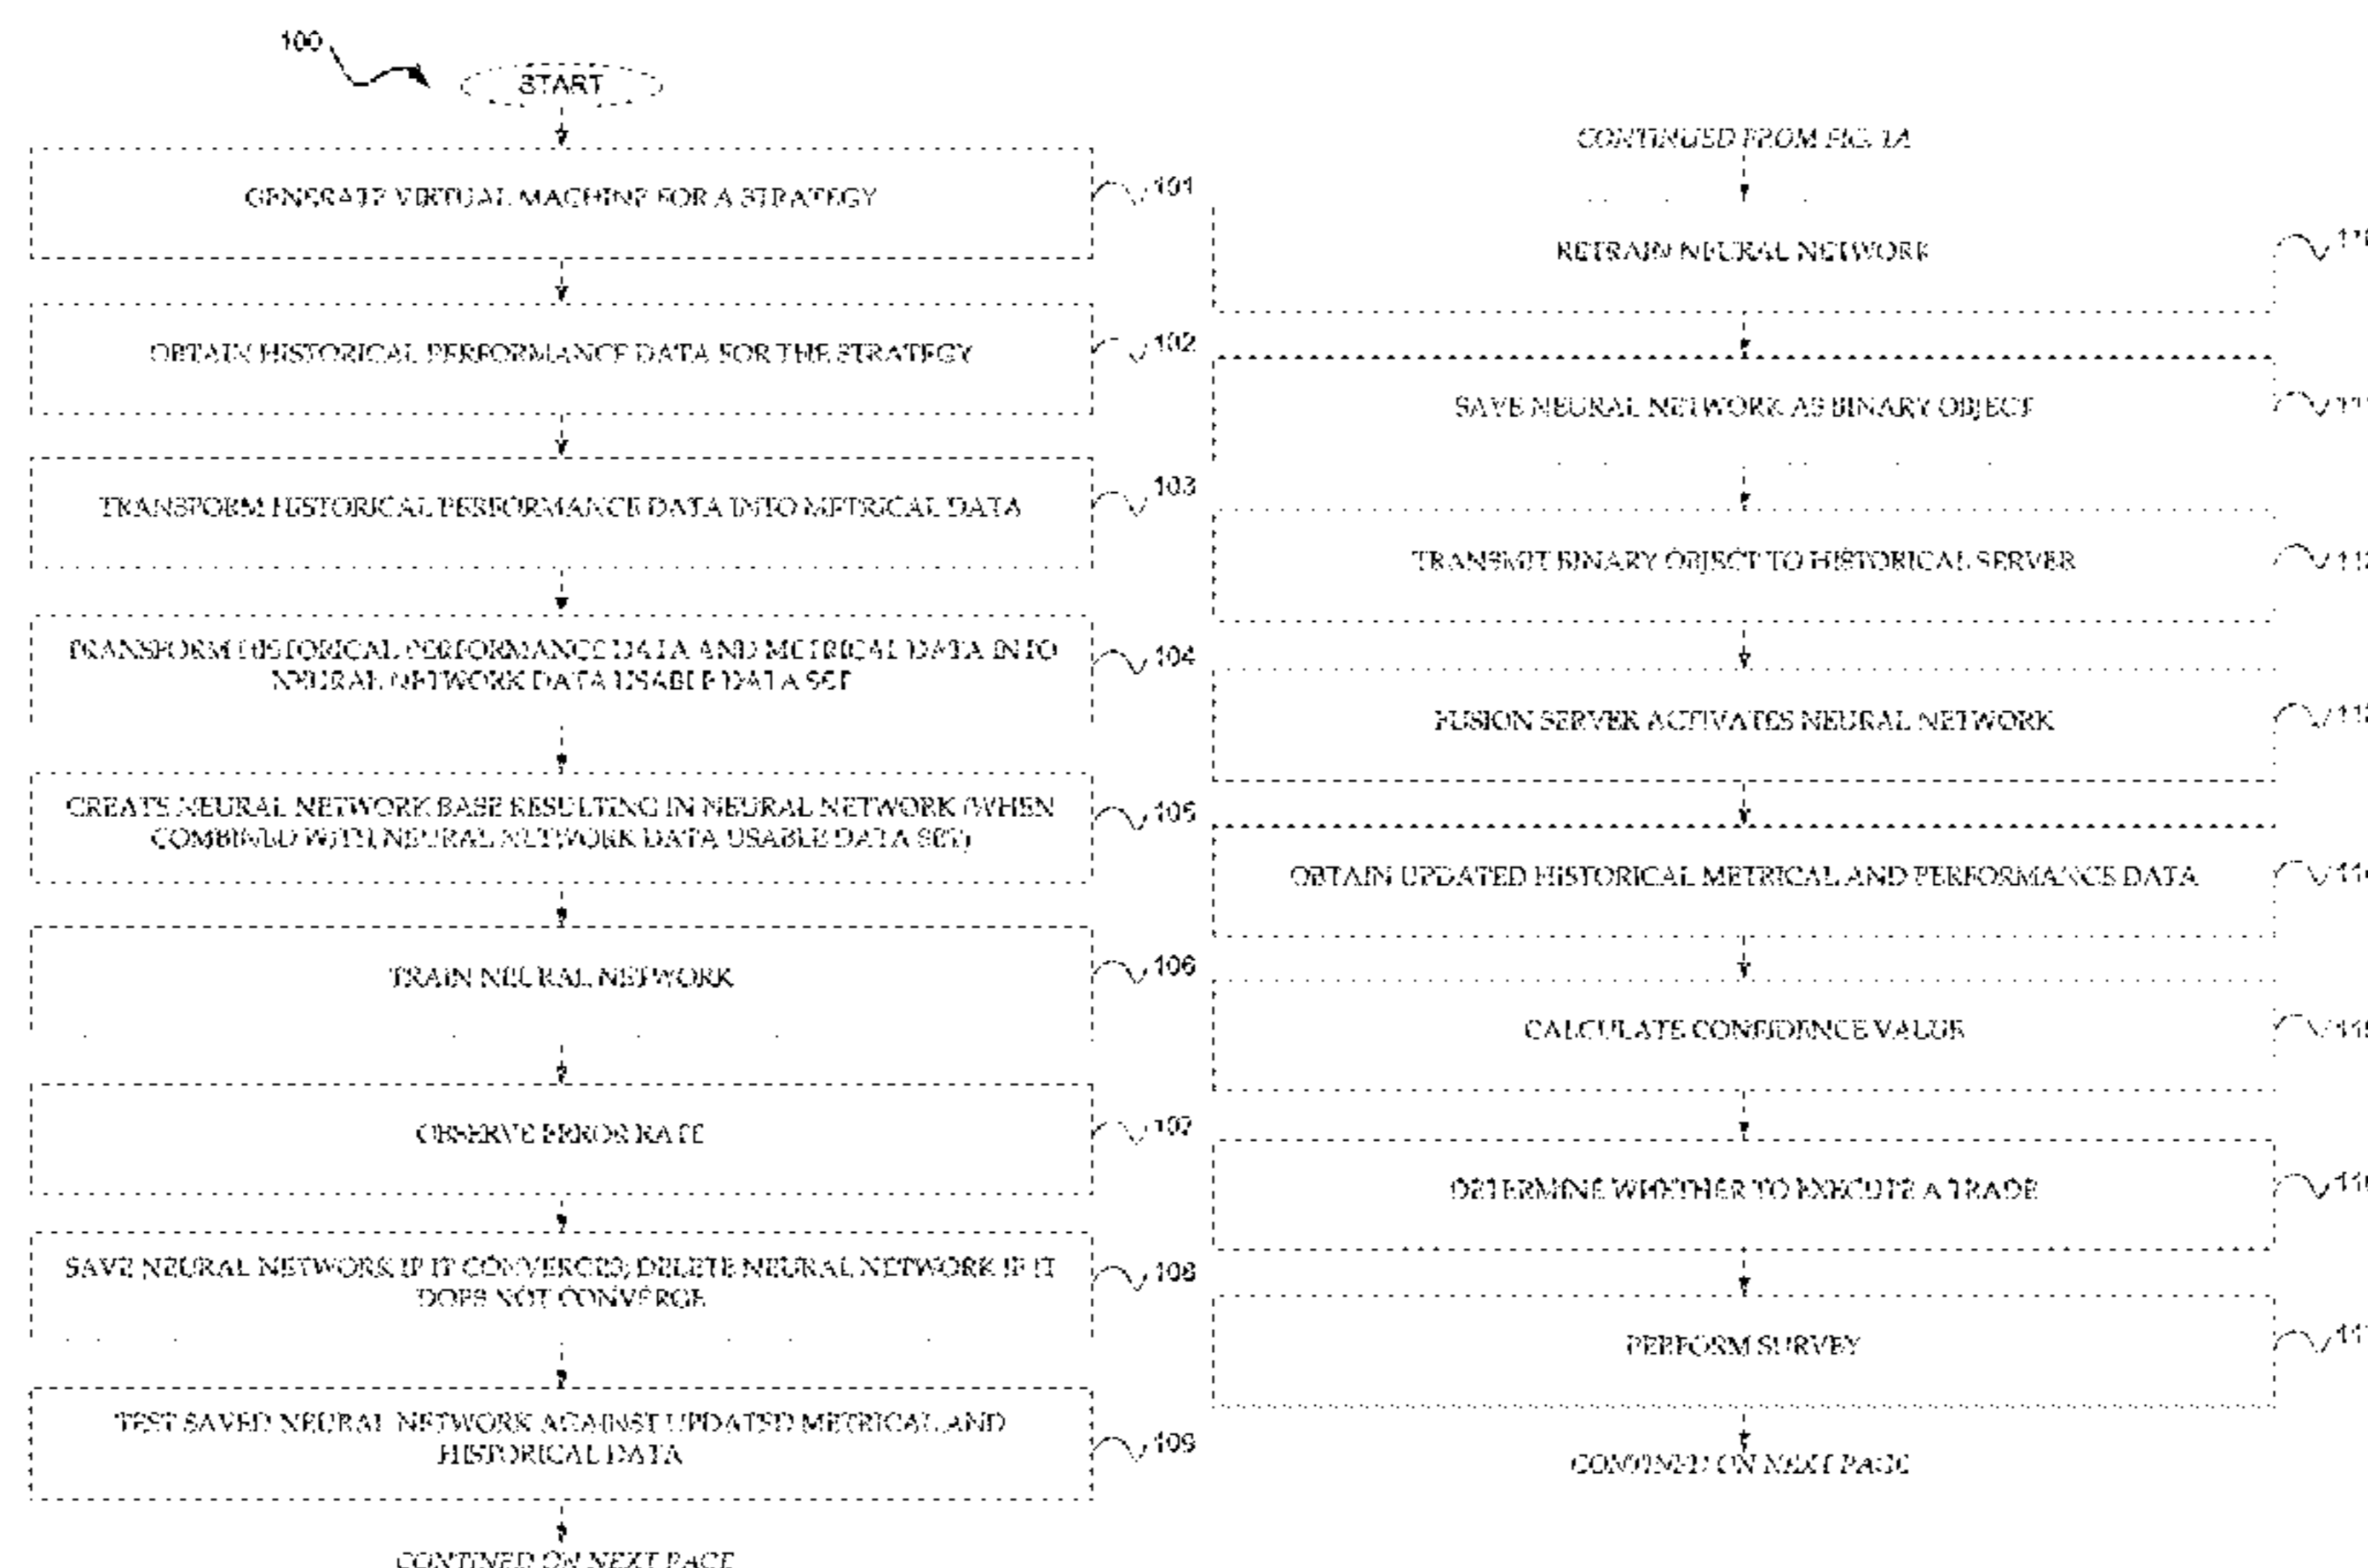 100
START
GENERATE VIRTUAL MACHINE FOR A STRATEGY
101
OBTAIN HISTORICAL PERFORMANCE DATA FOR THE STRATEGY
102
TRANSFORM HISTORICAL PERFORMANCE DATA INTO METRICAL DATA
103
TRANSFORM HISTORICAL PERFORMANCE DATA AND METRICAL DATA INTO
NEURAL NETWORK DATA USABLE DATA SET
104
CREATE NEURAL NETWORK BASE RESULTING IN NEURAL NETWORK (WHEN
COMBINED WITH NEURAL NETWORK DATA USABLE DATA SET)
105
TRAIN NEURAL NETWORK
106
OBSERVE ERROR RATE
107
SAVE NEURAL NETWORK IF IT CONVERGES; DELETE NEURAL NETWORK IF IT
DOES NOT CONVERGE
108
TEST SAVED NEURAL NETWORK AGAINST UPDATED METRICAL AND
HISTORICAL DATA
109
CONTINED ON NEXT PAGE
CONTINUED FROM FIG. 1A
RETRAIN NEURAL NETWORK
SAVE NEURAL NETWORK AS BINARY OBJECT
TRANSMIT BINARY OBJECT TO HISTORICAL SERVER
FUSION SERVER ACTIVATES NEURAL NETWORK
OBTAIN UPDATED HISTORICAL METRICAL AND PERFORMANCE DATA
CALCULATE CONFIDENCE VALUE
DETERMINE WHETHER TO EXECUTE A TRADE
PERFORM SURVEY
CONTINED ON NEXT PAGE